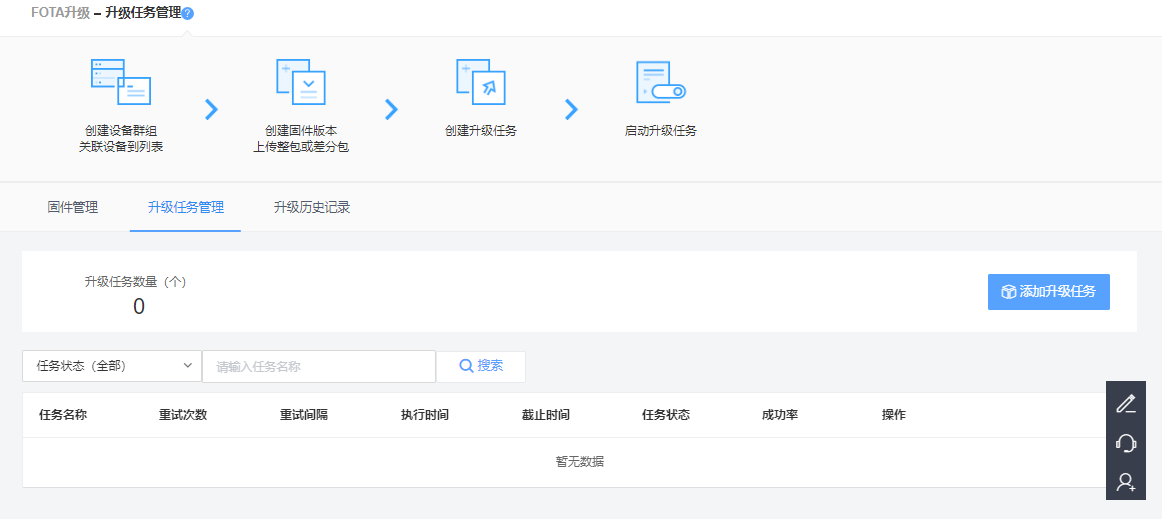 FOTA升级 – 升级任务管理?
创建设备群组
关联设备到列表
创建固件版本
上传整包或差分包
创建升级任务
启动升级任务
固件管理 升级任务管理 升级历史记录
升级任务数量（个）
0
添加升级任务
任务状态（全部） 请输入任务名称 搜索
任务名称 重试次数 重试间隔 执行时间 截止时间 任务状态 成功率 操作
暂无数据